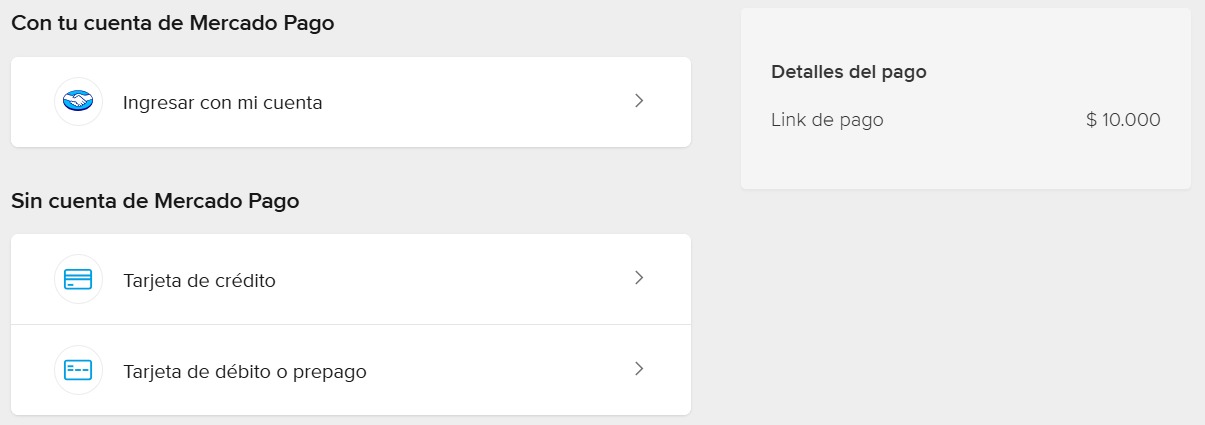 Con tu cuenta de Mercado Pago
Ingresar con mi cuenta
Sin cuenta de Mercado Pago
Tarjeta de crédito
Tarjeta de débito o prepago
Detalles del pago
Link de pago $ 10.000